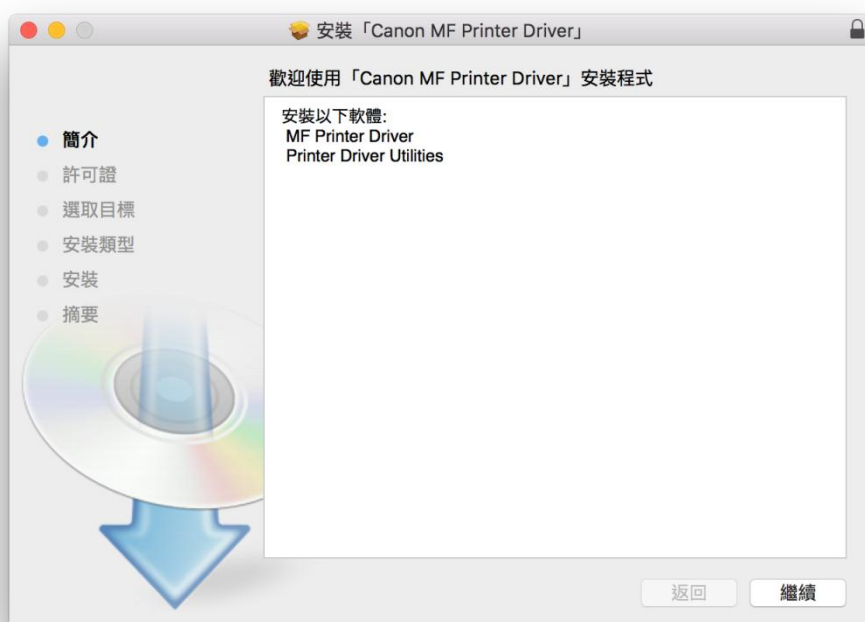 安裝「Canon MF Printer Driver」
歡迎使用「Canon MF Printer Driver」安裝程式
簡介
許可證
選取目標
安裝類型
安裝
摘要
安裝以下軟體:
MF Printer Driver
Printer Driver Utilities
返回
繼續